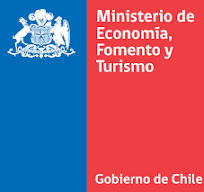 Ministerio de
Economía,
Fomento y
Turismo
Gobierno de Chile